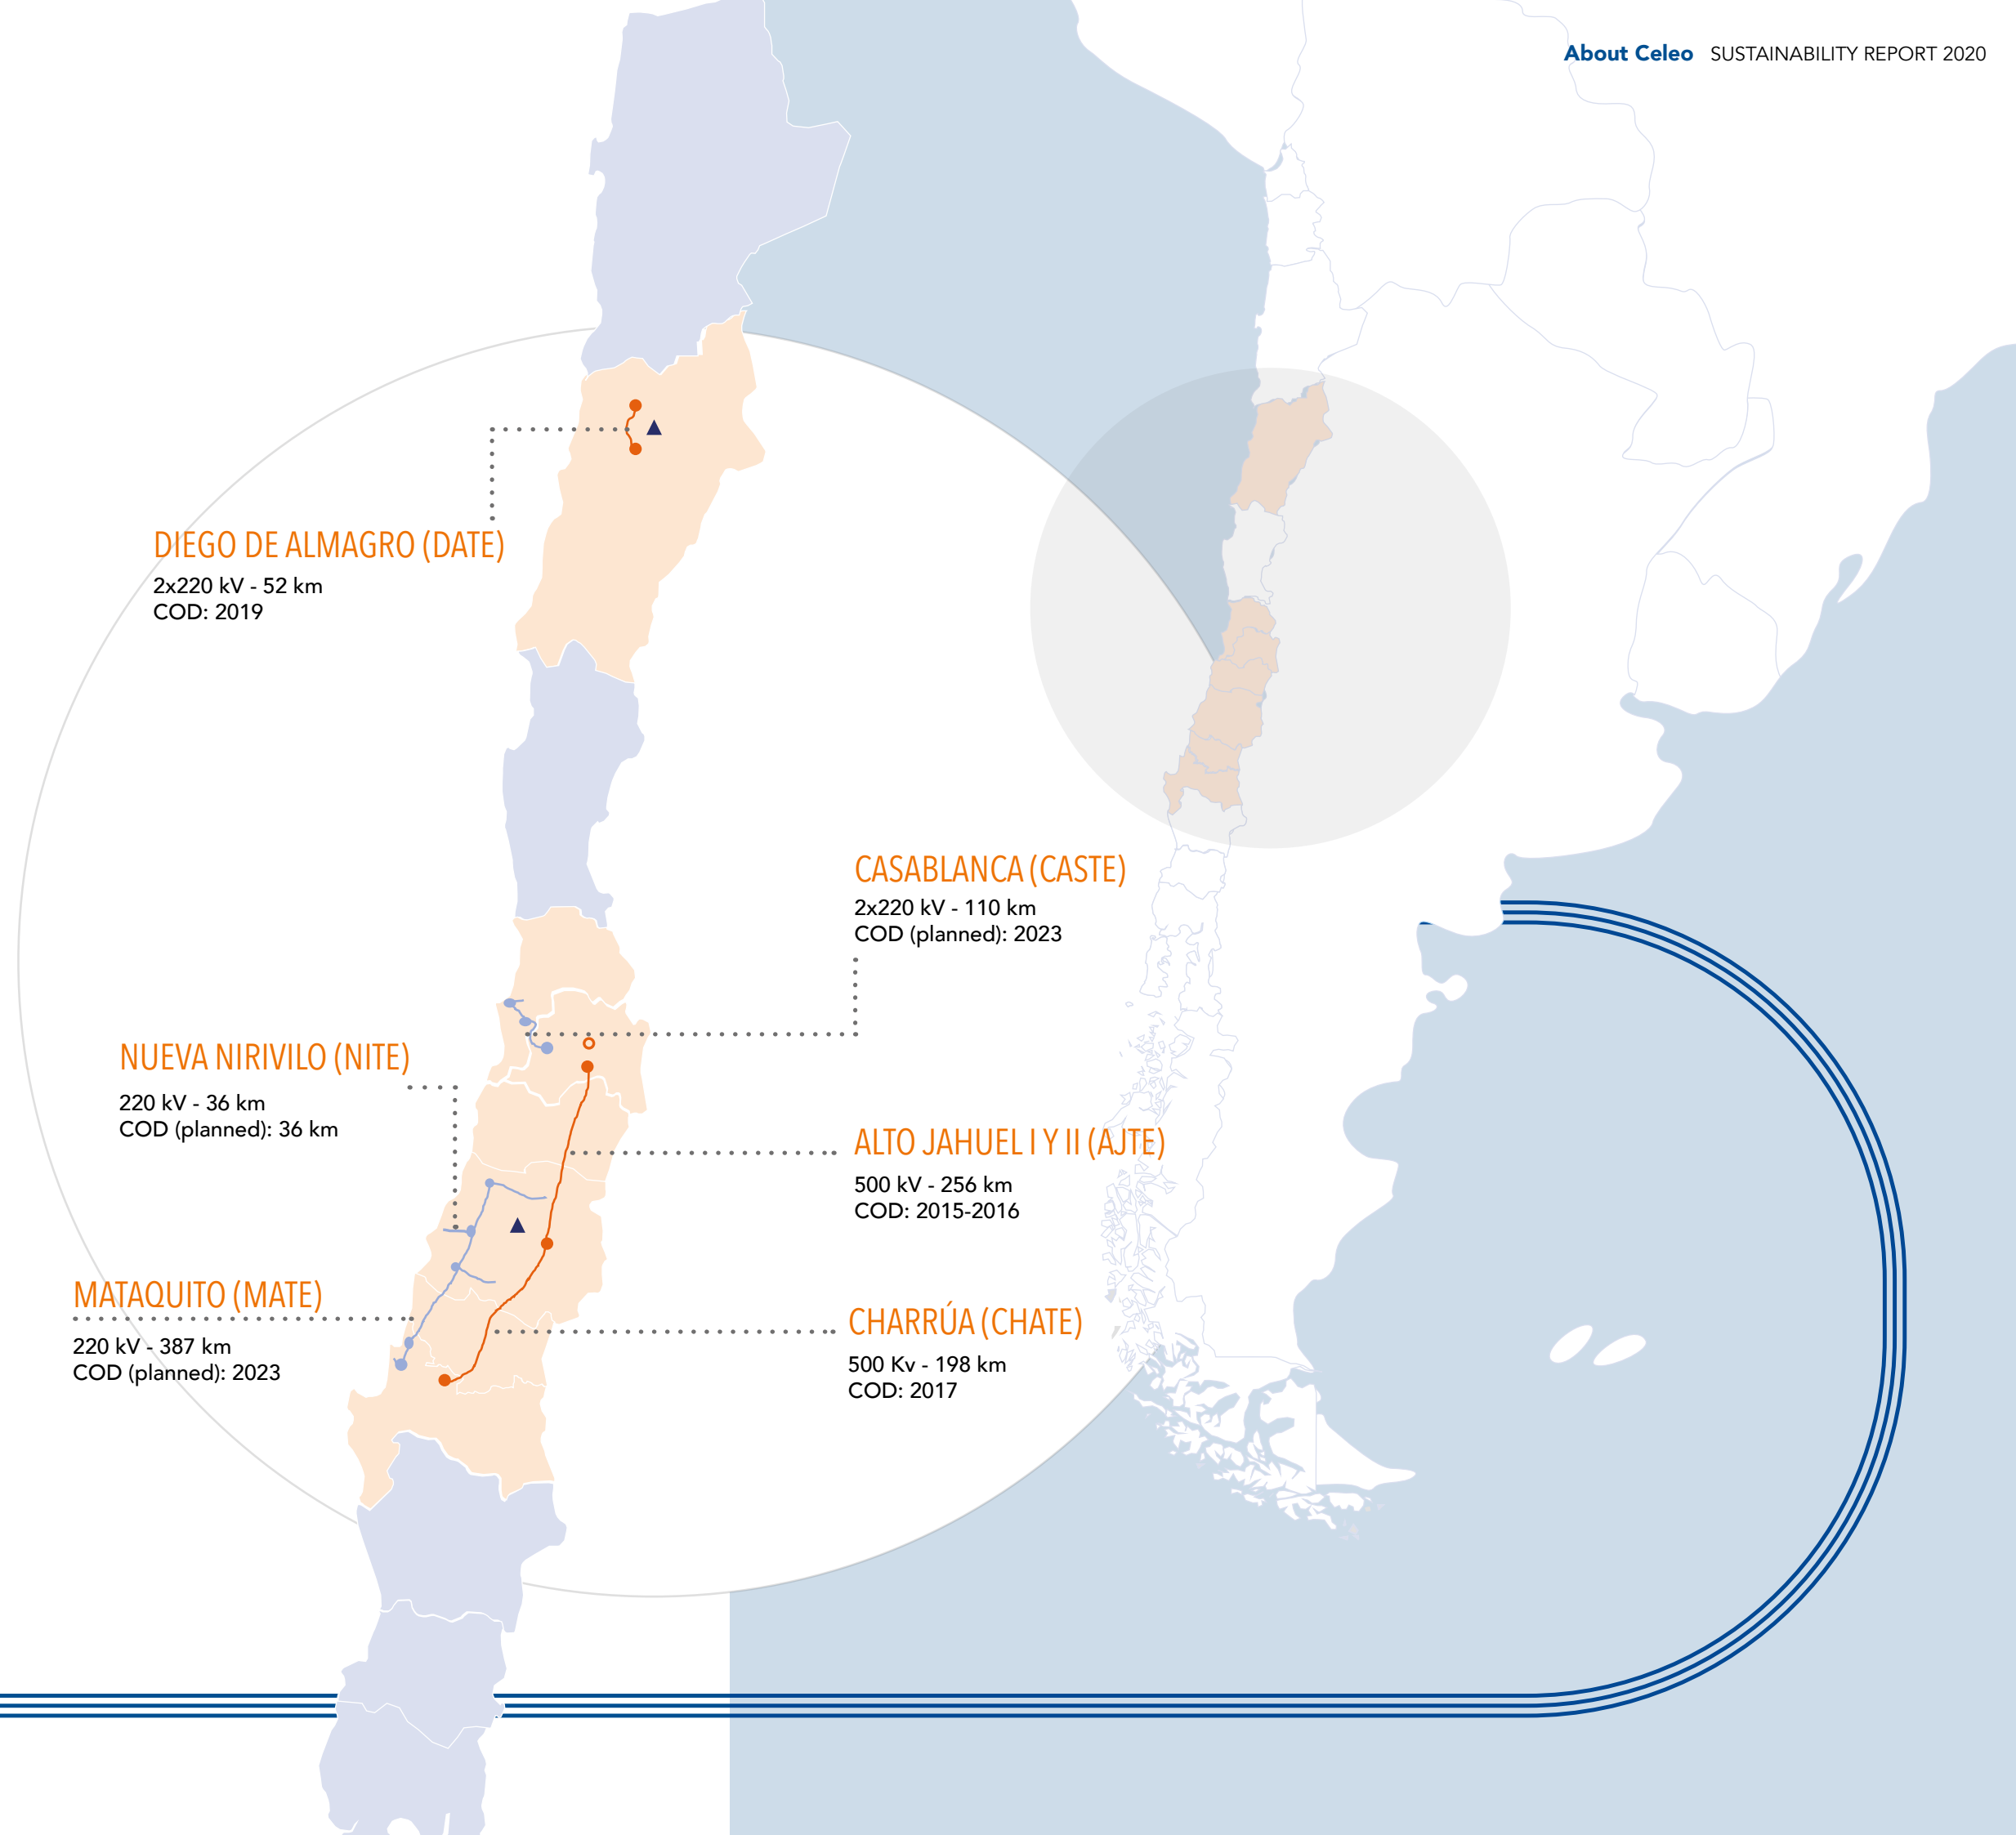 About Celeo SUSTAINABILITY REPORT 2020
DIEGO DE ALMAGRO (DATE)
2x220 kV - 52 km
COD: 2019
CASABLANCA (CASTE)
2x220 kV - 110 km
COD (planned): 2023
NUEVA NIRIVILO (NITE)
220 kV - 36 km
COD (planned): 36 km
ALTO JAHUEL I Y II (AJTE)
500 kV - 256 km
COD: 2015-2016
MATAQUITO (MATE)
220 kV - 387 km
COD (planned): 2023
CHARRÚA (CHATE)
500 Kv - 198 km
COD: 2017